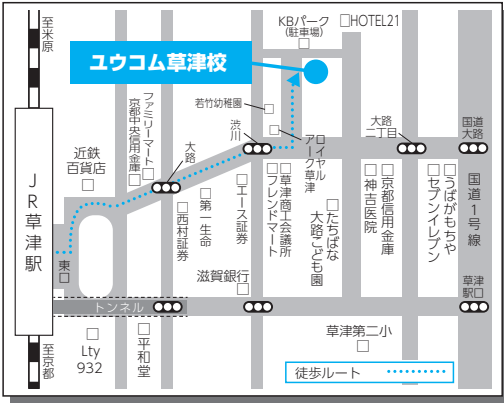 至米原
KBパーク
(駐車場)
HOTEL21
ユウコム草津校
若竹幼稚園
ロイヤル
アーク草津
渋川
大路
二丁目
国道
大路
ファミリーマート
京都中央信用金庫
大路
近鉄
百貨店
JR草津駅
東口
西村証券
第一生命
エース証券
草津商工会議所
フレンドマート
たちばな
大路こども園
京都信用金庫
神吉医院
うばがもちや
セブンイレブン
国道1号線
滋賀銀行
草津
駅口
トンネル
Lty
932
平和堂
草津第二小
至京都
徒歩ルート